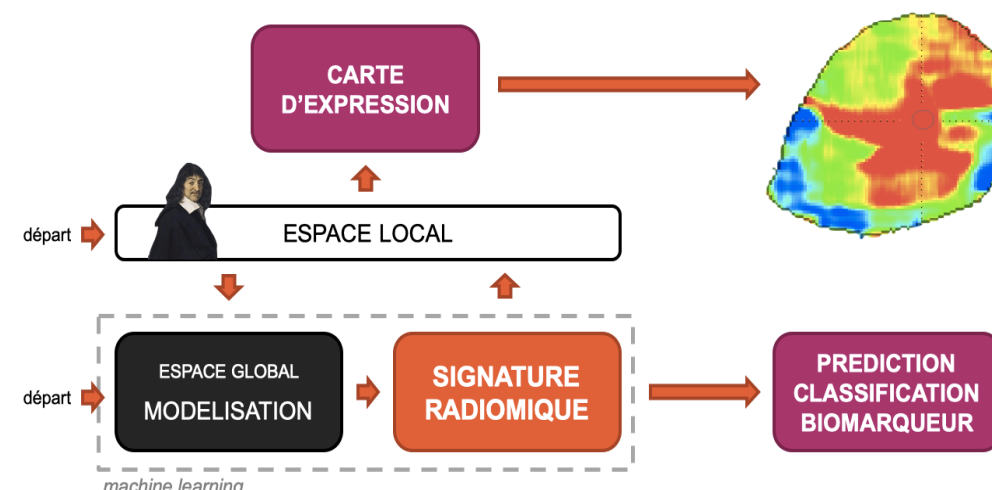 CARTE
D'EXPRESSION
départ
ESPACE LOCAL
départ
ESPACE GLOBAL
MODELISATION
SIGNATURE
RADIOMIQUE
PREDICTION
CLASSIFICATION
BIOMARQUEUR
machine learning